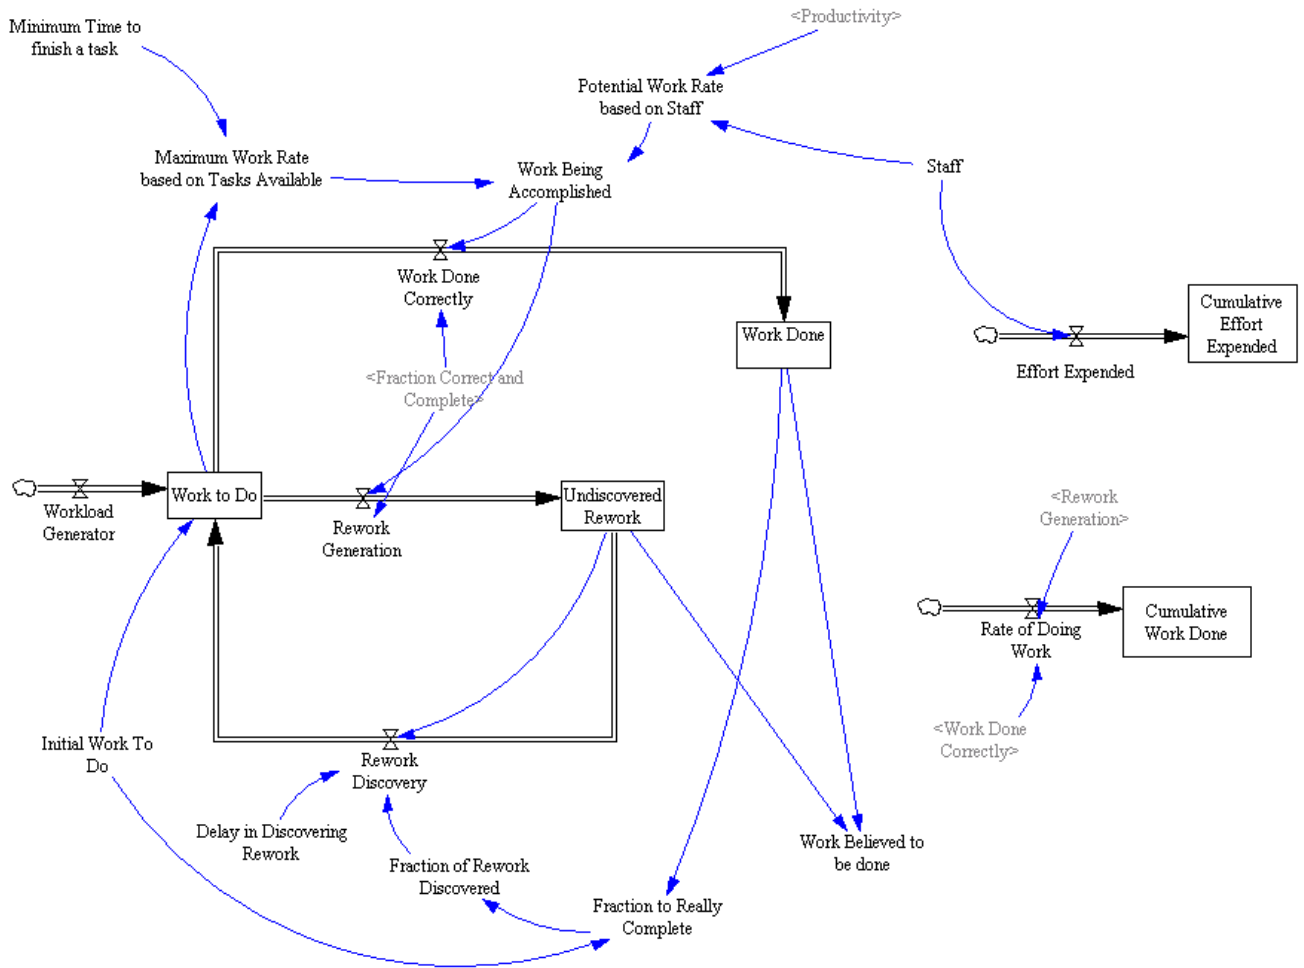 Minimum Time to
finish a task
<Productivity>
Potential Work Rate
based on Staff
Maximum Work Rate
based on Tasks Available
Work Being
Accomplished
Staff
Work Done
Correctly
Work Done
Cumulative
Effort
Expended
Effort Expended
<Fraction Correct and
Complete>
Work to Do
Workload
Generator
Rework
Generation
Undiscovered
Rework
<Rework
Generation>
Rate of Doing
Work
Cumulative
Work Done
<Work Done
Correctly>
Initial Work To
Do
Rework
Discovery
Delay in Discovering
Rework
Fraction of Rework
Discovered
Work Believed to
be done
Fraction to Really
Complete